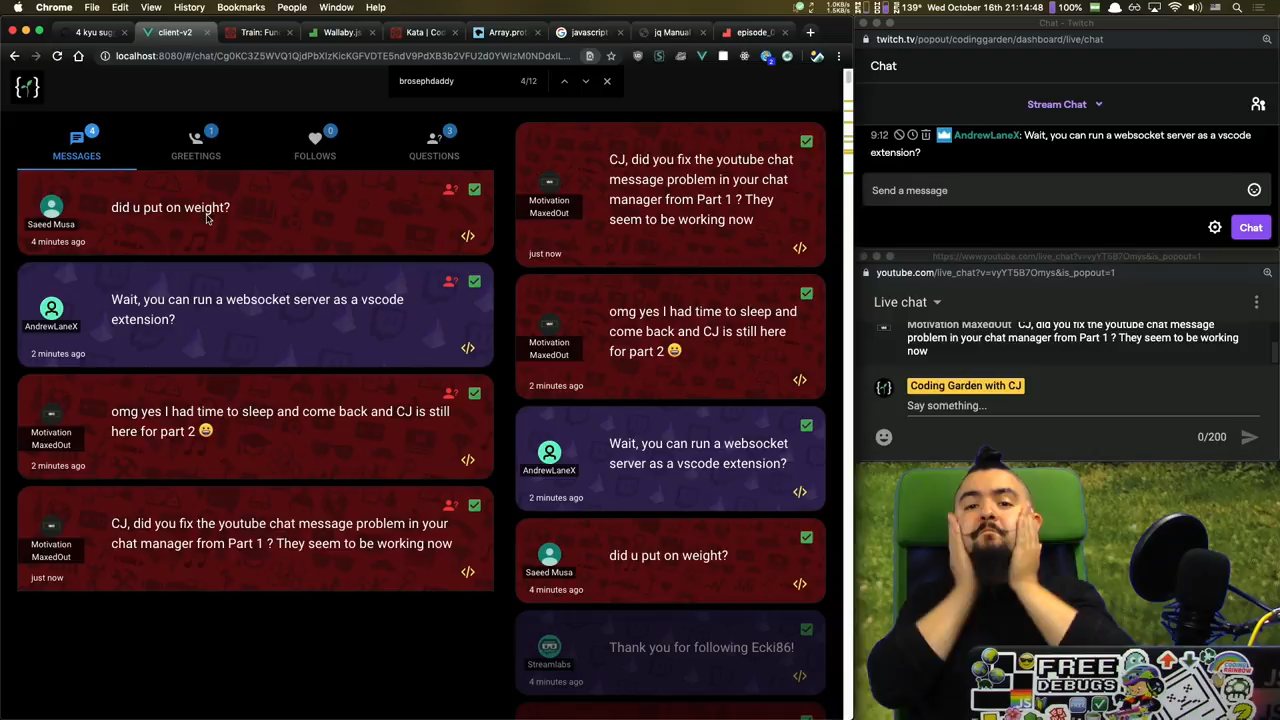 Chrome File Edit View History Bookmarks People Window Help
1.0KB/s
139° Wed October 16 21:14:48 100%
4 kyu sug
client-v2
Train: Fun
Wallaby.js
Kata | Cod
Array.prot
javascript
jq Manual
episode_0
localhost:8080/#/chat/
brosephdaddy 4/12
4
MESSAGES
1
GREETINGS
0
FOLLOWS
3
QUESTIONS
did u put on weight?
Saeed Musa
4 minutes ago
Wait, you can run a websocket server as a vscode
extension?
AndrewLaneX
2 minutes ago
omg yes I had time to sleep and come back and CJ is still
here for part 2 😀
Motivation
MaxedOut
2 minutes ago
CJ, did you fix the youtube chat message problem in your
chat manager from Part 1 ? They seem to be working now
Motivation
MaxedOut
just now
CJ, did you fix the youtube chat
message problem in your chat
manager from Part 1 ? They
seem to be working now
Motivation
MaxedOut
just now
omg yes I had time to sleep and
come back and CJ is still here
for part 2 😀
Motivation
MaxedOut
2 minutes ago
Wait, you can run a websocket
server as a vscode extension?
AndrewLaneX
2 minutes ago
did u put on weight?
Saeed Musa
4 minutes ago
Thank you for following Ecki86!
Streamlabs
4 minutes ago
Chat - Twitch
twitch.tv/popout/codinggarden/dashboard/live/chat
Chat
Stream Chat
9:12 AndrewLaneX: Wait, you can run a websocket server as a vscode
extension?
Send a message
Chat
https://www.youtube.com/live_chat?v=vyYT5B7Omys&is_popout=1
youtube.com/live_chat?v=vyYT5B7Omys&is_popout=1
Live chat
Motivation MaxedOut CJ, did you fix the youtube chat message
problem in your chat manager from Part 1 ? They seem to be working
now
Coding Garden with CJ
Say something...
0/200
FREE
DEBUGS
CODING
RAINBOW
JS